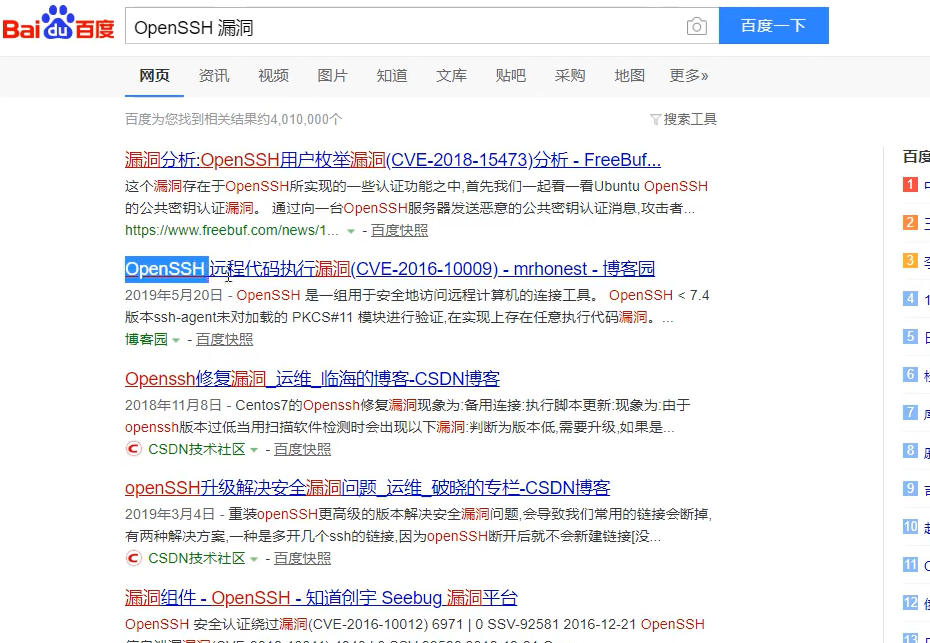 Bai du 百度
OpenSSH 漏洞
百度一下
网页 资讯 视频 图片 知道 文库 贴吧 采购 地图 更多»
百度为您找到相关结果约4,010,000个
搜索工具
漏洞分析:OpenSSH用户枚举漏洞(CVE-2018-15473)分析 - FreeBuf...
这个漏洞存在于OpenSSH所实现的一些认证功能之中,首先我们一起看一看Ubuntu OpenSSH
的公共密钥认证漏洞。 通过向一台OpenSSH服务器发送恶意的公共密钥认证消息,攻击者...
https://www.freebuf.com/news/1... - 百度快照
OpenSSH 远程代码执行漏洞(CVE-2016-10009) - mrhonest - 博客园
2019年5月20日 - OpenSSH 是一组用于安全地访问远程计算机的连接工具。 OpenSSH < 7.4
版本ssh-agent未对加载的 PKCS#11 模块进行验证,在实现上存在任意执行代码漏洞。...
博客园 - 百度快照
Openssh修复漏洞_运维_临海的博客-CSDN博客
2018年11月8日 - Centos7的Openssh修复漏洞现象为:备用连接:执行脚本更新:现象为:由于
openssh版本过低当用扫描软件检测时会出现以下漏洞:判断为版本低,需要升级,如果是...
CSDN技术社区 - 百度快照
openSSH升级解决安全漏洞问题_运维_破晓的专栏-CSDN博客
2019年3月4日 - 重装openSSH更高级的版本解决安全漏洞问题,会导致我们常用的链接会断掉,
有两种解决方案,一种是多开几个ssh的链接,因为openSSH断开后就不会新建链接[没...
CSDN技术社区 - 百度快照
漏洞组件 - OpenSSH - 知道创宇 Seebug 漏洞平台
OpenSSH 安全认证绕过漏洞(CVE-2016-10012) 6971 | 0 SSV-92581 2016-12-21 OpenSSH
百度
1
2
3
4
5
6
7
8
9
10
11
12
13